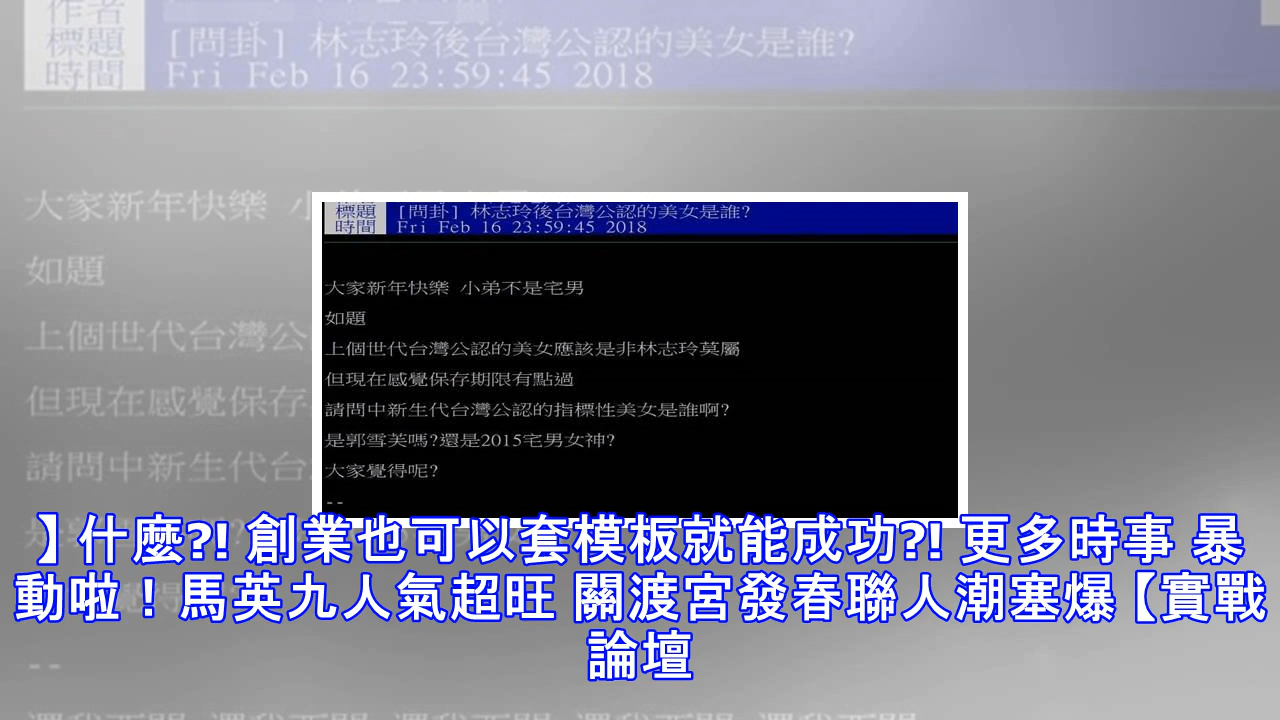 作者
標題 [問卦] 林志玲後台灣公認的美女是誰?
時間 Fri Feb 16 23:59:45 2018
大家新年快樂 小
如題
上個世代台灣公
但現在感覺保存
請問中新生代台
標題 [問卦] 林志玲後台灣公認的美女是誰?
時間 Fri Feb 16 23:59:45 2018
大家新年快樂 小弟不是宅男
如題
上個世代台灣公認的美女應該是非林志玲莫屬
但現在感覺保存期限有點過
請問中新生代台灣公認的指標性美女是誰啊?
是郭雪芙嗎?還是2015宅男女神?
大家覺得呢?
--
】什麼?! 創業也可以套模板就能成功?! 更多時事 暴
動啦！馬英九人氣超旺 關渡宮發春聯人潮塞爆【實戰
論壇
--